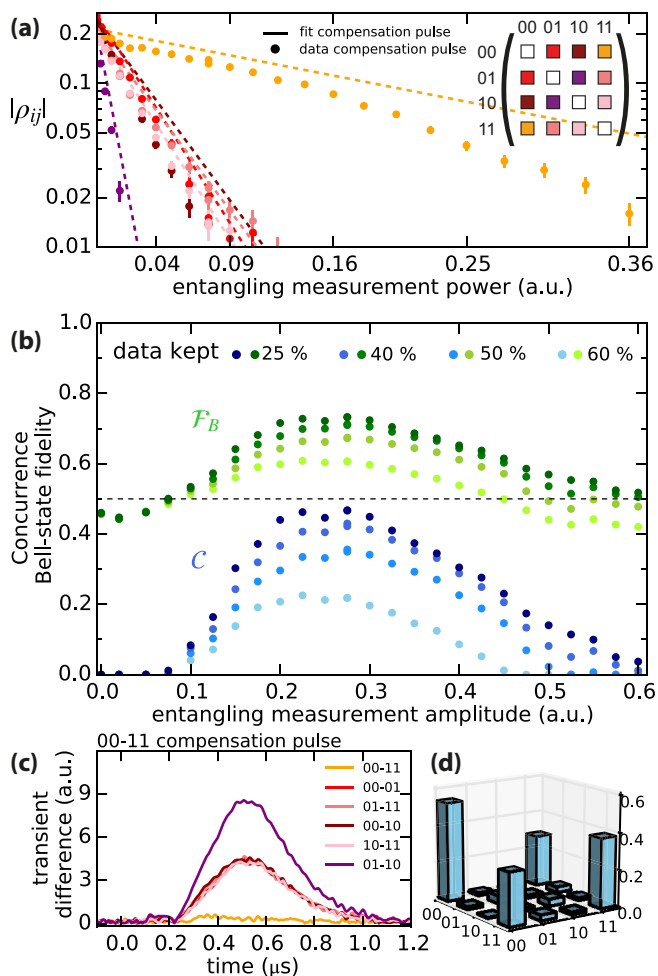 (a)
0.2
0.1
0.05
0.02
0.01
|ρij|
fit compensation pulse
data compensation pulse
00 01 10 11
00
01
10
11
0.04 0.09 0.16 0.25 0.36
entangling measurement power (a.u.)
(b)
data kept 25 % 40 % 50 % 60 %
1.0
0.8
0.6
0.4
0.2
0.0
Concurrence
Bell-state fidelity
ℱB
𝒞
0.0 0.1 0.2 0.3 0.4 0.5 0.6
entangling measurement amplitude (a.u.)
(c)
00-11 compensation pulse
9
6
3
0
transient
difference (a.u.)
00-11
00-01
01-11
00-10
10-11
01-10
0.0 0.2 0.4 0.6 0.8 1.0 1.2
time (μs)
(d)
0.6
0.4
0.2
0.0
00 01 10 11
00 01 10 11